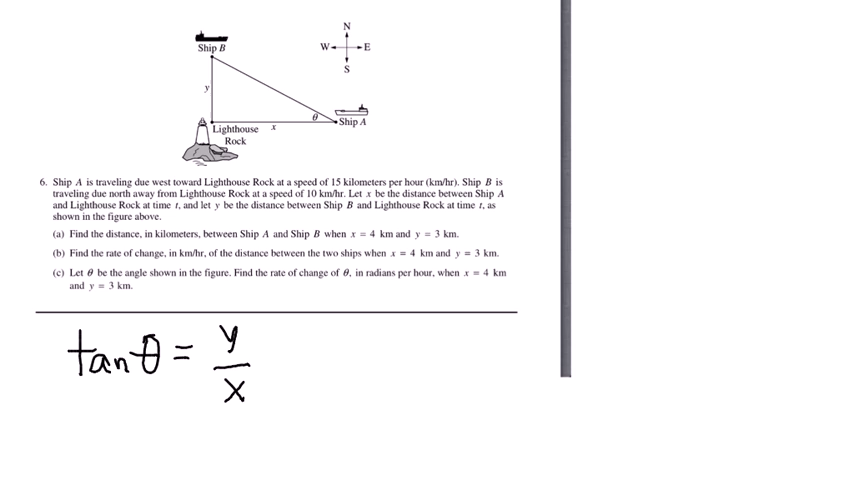 N
Ship B
W E
S
y
θ
Ship A
Lighthouse x
Rock
6. Ship A is traveling due west toward Lighthouse Rock at a speed of 15 kilometers per hour (km/hr). Ship B is
traveling due north away from Lighthouse Rock at a speed of 10 km/hr. Let x be the distance between Ship A
and Lighthouse Rock at time t, and let y be the distance between Ship B and Lighthouse Rock at time t, as
shown in the figure above.
(a) Find the distance, in kilometers, between Ship A and Ship B when x = 4 km and y = 3 km.
(b) Find the rate of change, in km/hr, of the distance between the two ships when x = 4 km and y = 3 km.
(c) Let θ be the angle shown in the figure. Find the rate of change of θ, in radians per hour, when x = 4 km
and y = 3 km.
tan θ = y
x